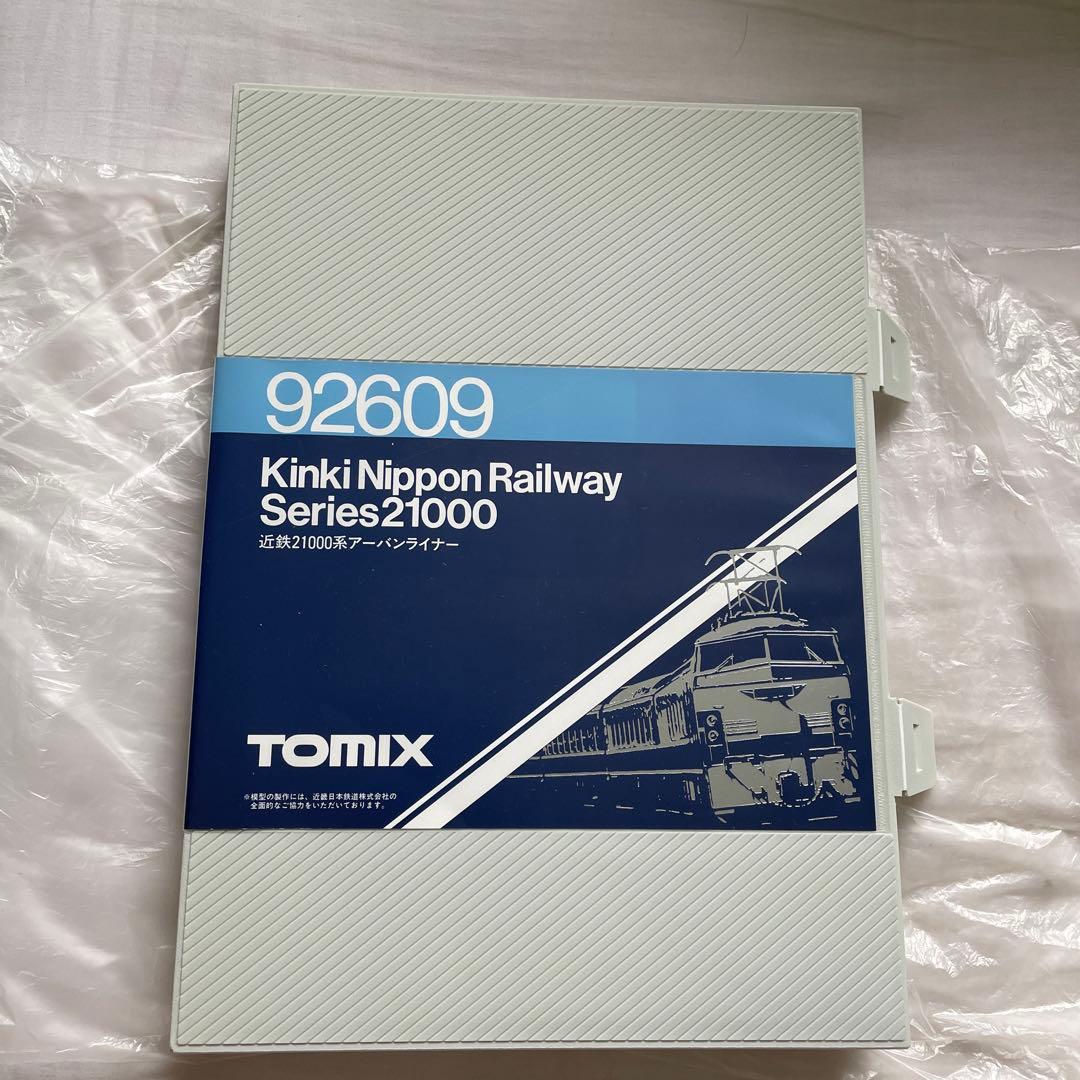 92609
Kinki Nippon Railway
Series21000
近鉄21000系アーバンライナー
TOMIX
※模型の製作には、近畿日本鉄道株式会社の
全面的なご協力をいただいております。